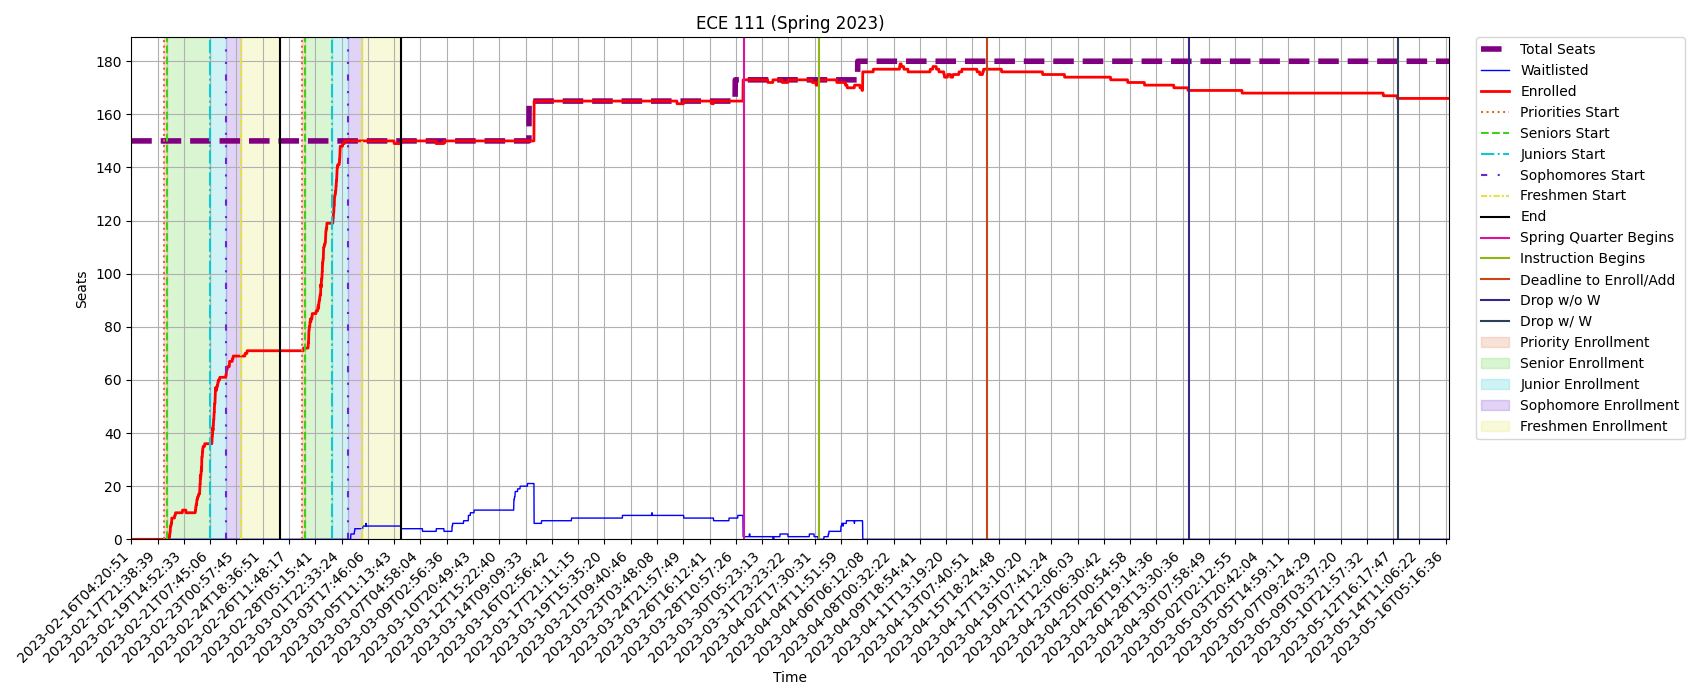 ECE 111 (Spring 2023)
Seats
180
160
140
120
100
80
60
40
20
0
2023-02-16T04:20:51
2023-02-17T21:38:39
2023-02-19T14:52:33
2023-02-21T07:45:06
2023-02-23T00:57:45
2023-02-24T18:36:51
2023-02-26T11:48:17
2023-02-28T05:15:41
2023-03-01T22:33:24
2023-03-03T17:46:06
2023-03-05T11:13:43
2023-03-07T04:58:04
2023-03-09T02:56:36
2023-03-10T20:49:43
2023-03-12T15:22:40
2023-03-14T09:09:33
2023-03-16T02:56:42
2023-03-17T21:11:15
2023-03-19T15:35:20
2023-03-21T09:40:46
2023-03-23T03:48:08
2023-03-24T21:57:49
2023-03-26T16:12:41
2023-03-28T10:57:26
2023-03-30T05:23:13
2023-03-31T23:23:22
2023-04-02T17:30:31
2023-04-04T11:51:59
2023-04-06T06:12:08
2023-04-08T00:32:22
2023-04-09T18:54:41
2023-04-11T13:19:20
2023-04-13T07:40:51
2023-04-15T18:24:48
2023-04-17T13:10:20
2023-04-19T07:41:24
2023-04-21T12:06:03
2023-04-23T06:30:42
2023-04-25T00:54:58
2023-04-26T19:14:36
2023-04-28T13:30:36
2023-04-30T07:58:49
2023-05-02T02:12:55
2023-05-03T20:42:04
2023-05-05T14:59:11
2023-05-07T09:24:29
2023-05-09T03:37:20
2023-05-10T21:57:32
2023-05-12T16:17:47
2023-05-14T11:06:22
2023-05-16T05:16:36
Time
Total Seats
Waitlisted
Enrolled
Priorities Start
Seniors Start
Juniors Start
Sophomores Start
Freshmen Start
End
Spring Quarter Begins
Instruction Begins
Deadline to Enroll/Add
Drop w/o W
Drop w/ W
Priority Enrollment
Senior Enrollment
Junior Enrollment
Sophomore Enrollment
Freshmen Enrollment